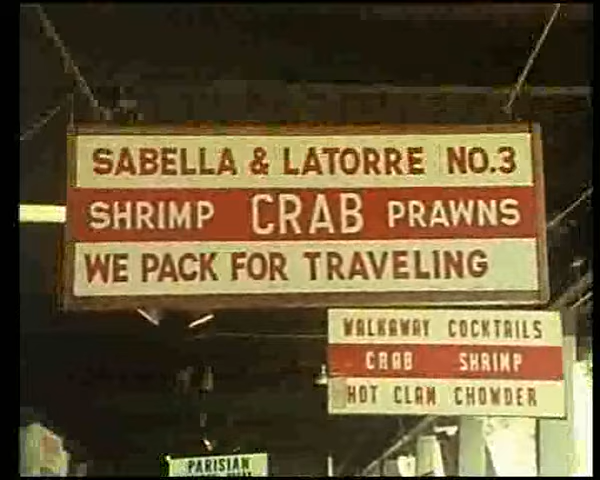 SABELLA & LATORRE NO.3
SHRIMP CRAB PRAWNS
WE PACK FOR TRAVELING
WALKAWAY COCKTAILS
CRAB SHRIMP
HOT CLAM CHOWDER
PARISIAN